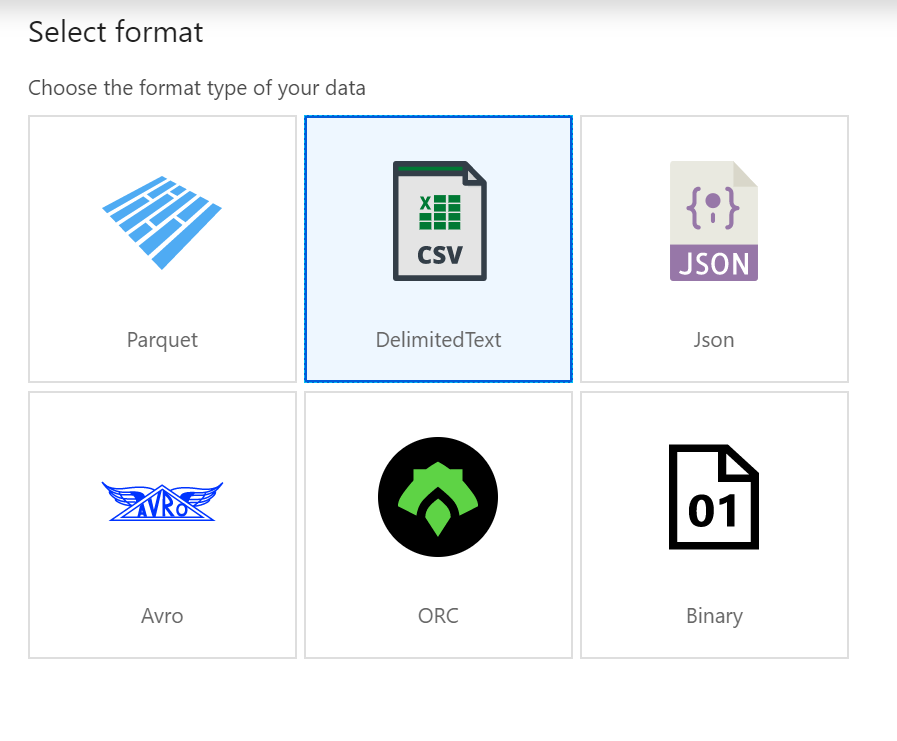 Select format
Choose the format type of your data
X
CSV
JSON
Parquet
DelimitedText
Json
AVRO
01
Avro
ORC
Binary